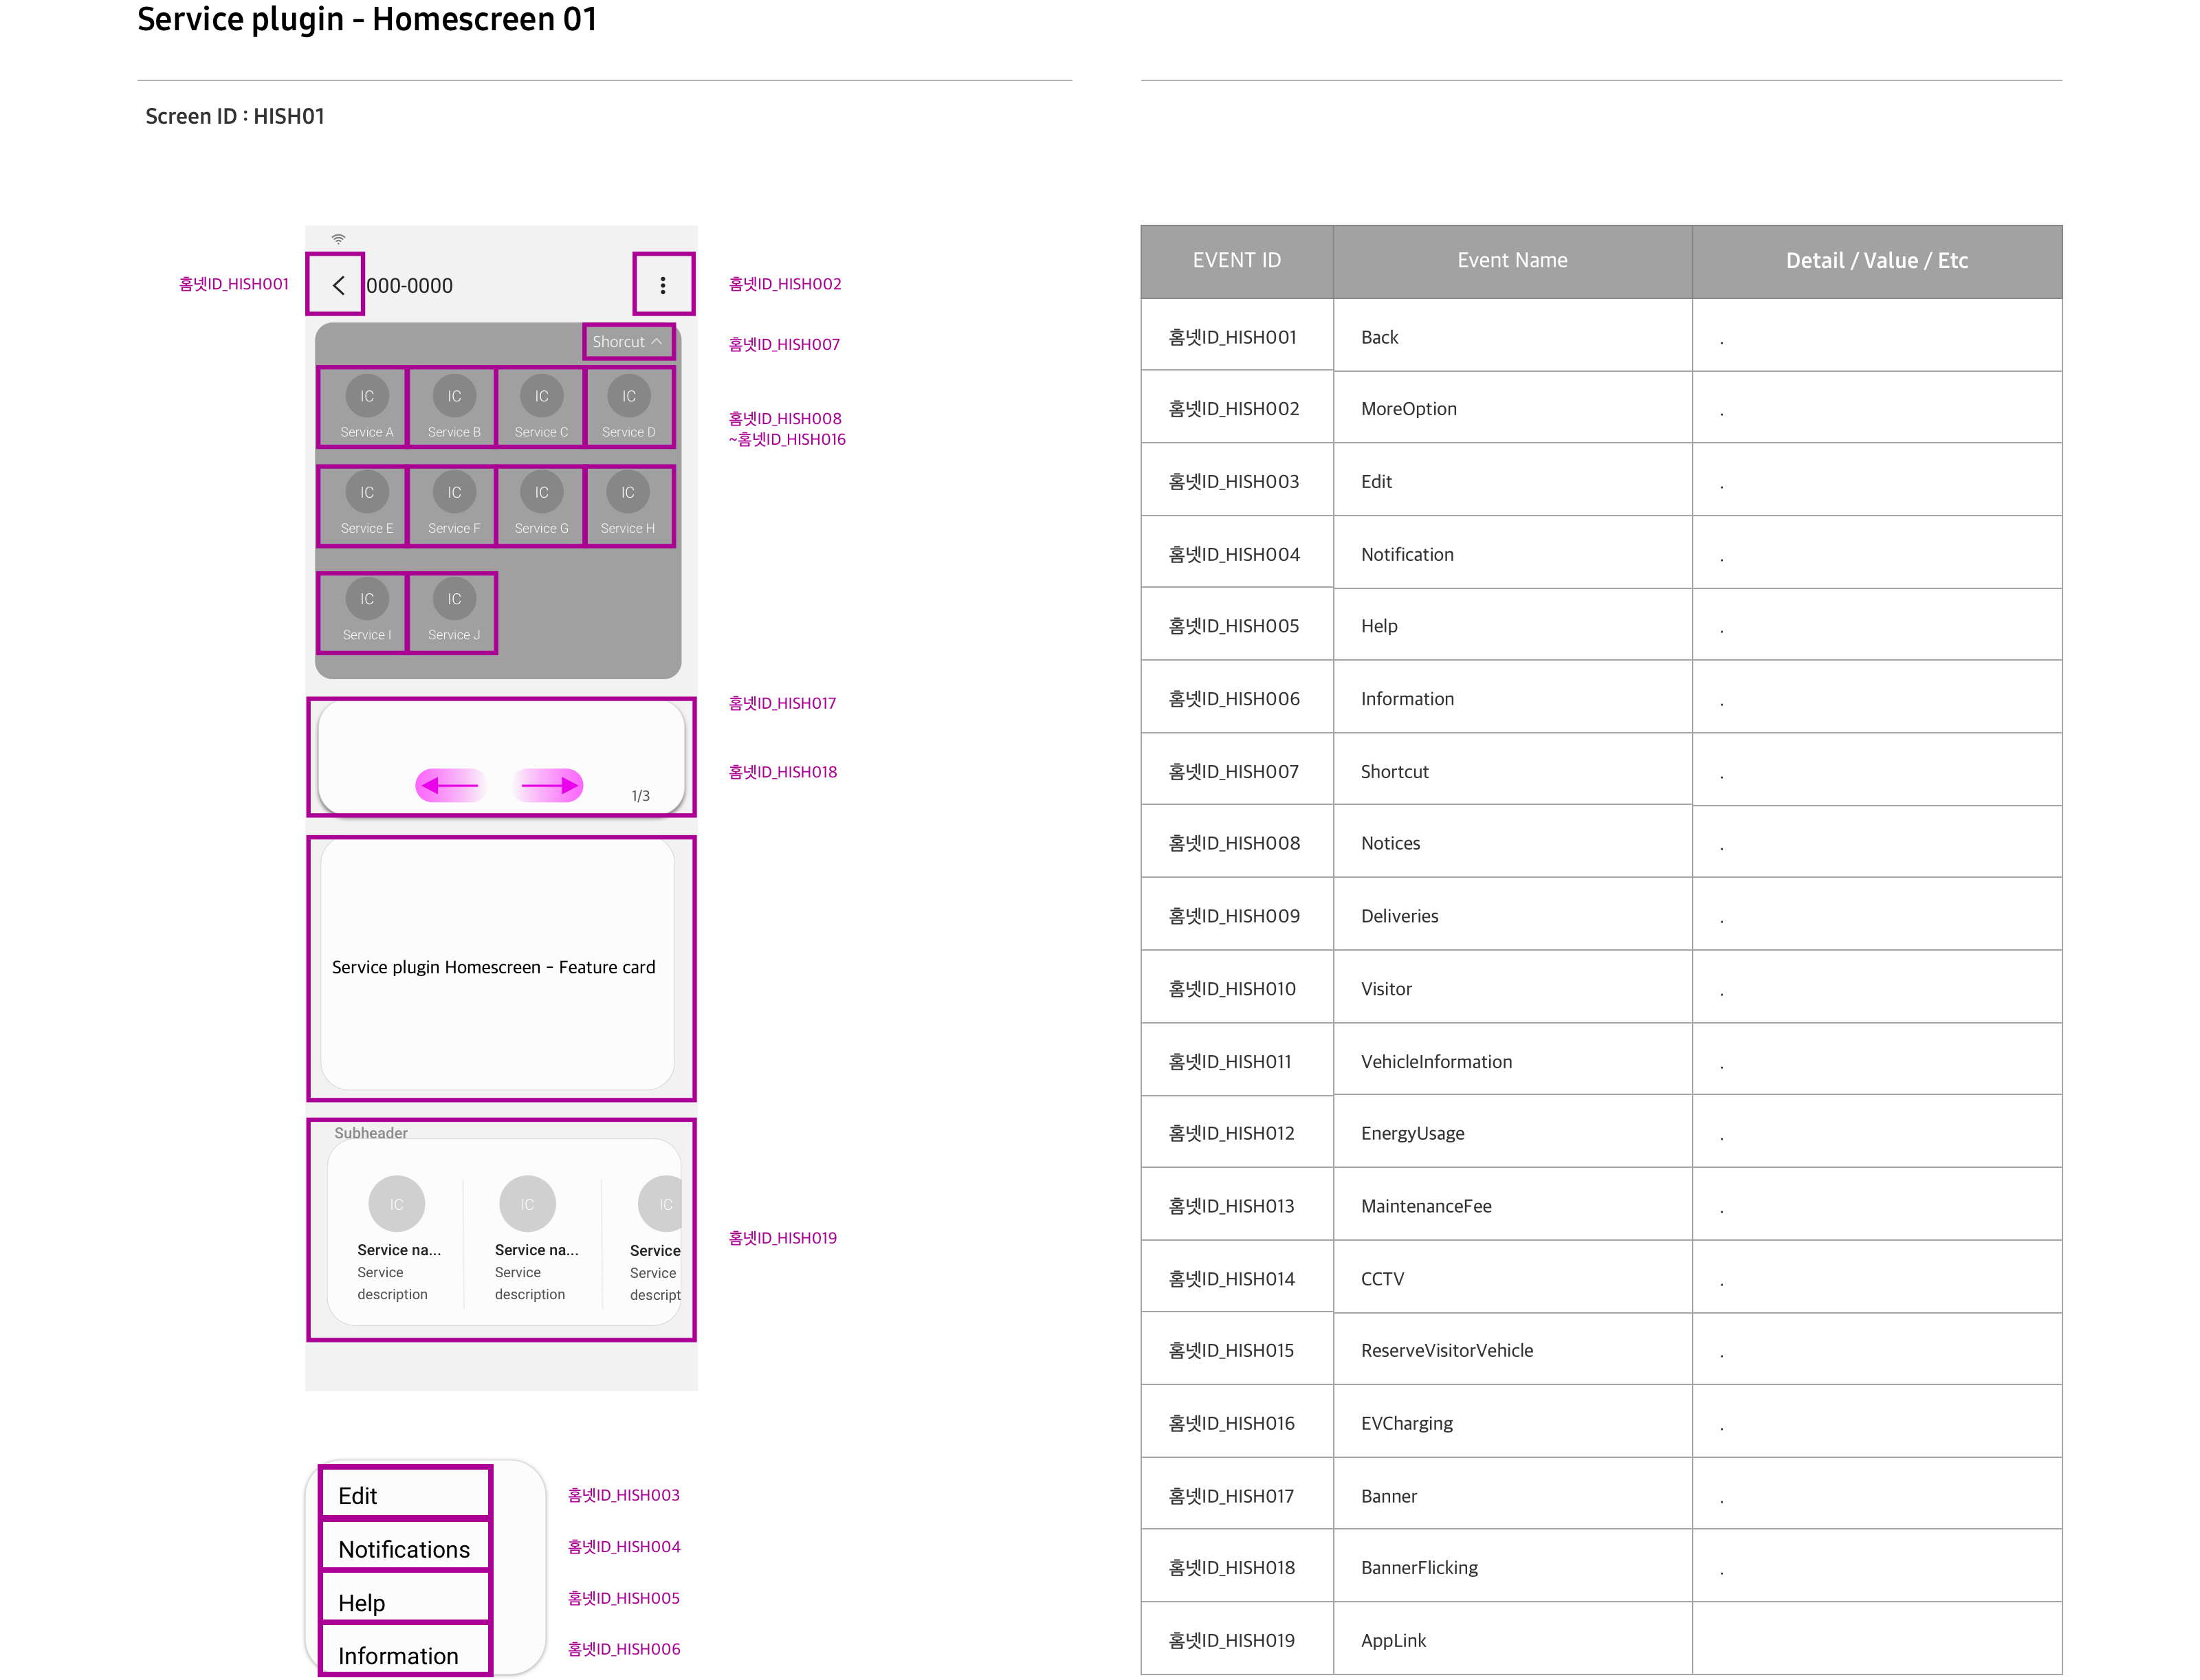 Service plugin - Homescreen 01
Screen ID : HISH01
홈넷ID_HISH001
000-0000
홈넷ID_HISH002
Shorcut
홈넷ID_HISH007
IC IC IC IC
Service A Service B Service C Service D
홈넷ID_HISH008
~홈넷ID_HISH016
IC IC IC IC
Service E Service F Service G Service H
IC IC
Service I Service J
홈넷ID_HISH017
홈넷ID_HISH018
1/3
Service plugin Homescreen - Feature card
Subheader
IC IC IC
Service na... Service na... Service
Service Service Service
description description descript
홈넷ID_HISH019
Edit
홈넷ID_HISH003
Notifications
홈넷ID_HISH004
Help
홈넷ID_HISH005
Information
홈넷ID_HISH006
EVENT ID Event Name Detail / Value / Etc
홈넷ID_HISH001 Back .
홈넷ID_HISH002 MoreOption .
홈넷ID_HISH003 Edit .
홈넷ID_HISH004 Notification .
홈넷ID_HISH005 Help .
홈넷ID_HISH006 Information .
홈넷ID_HISH007 Shortcut .
홈넷ID_HISH008 Notices .
홈넷ID_HISH009 Deliveries .
홈넷ID_HISH010 Visitor .
홈넷ID_HISH011 VehicleInformation .
홈넷ID_HISH012 EnergyUsage .
홈넷ID_HISH013 MaintenanceFee .
홈넷ID_HISH014 CCTV .
홈넷ID_HISH015 ReserveVisitorVehicle .
홈넷ID_HISH016 EVCharging .
홈넷ID_HISH017 Banner .
홈넷ID_HISH018 BannerFlicking .
홈넷ID_HISH019 AppLink